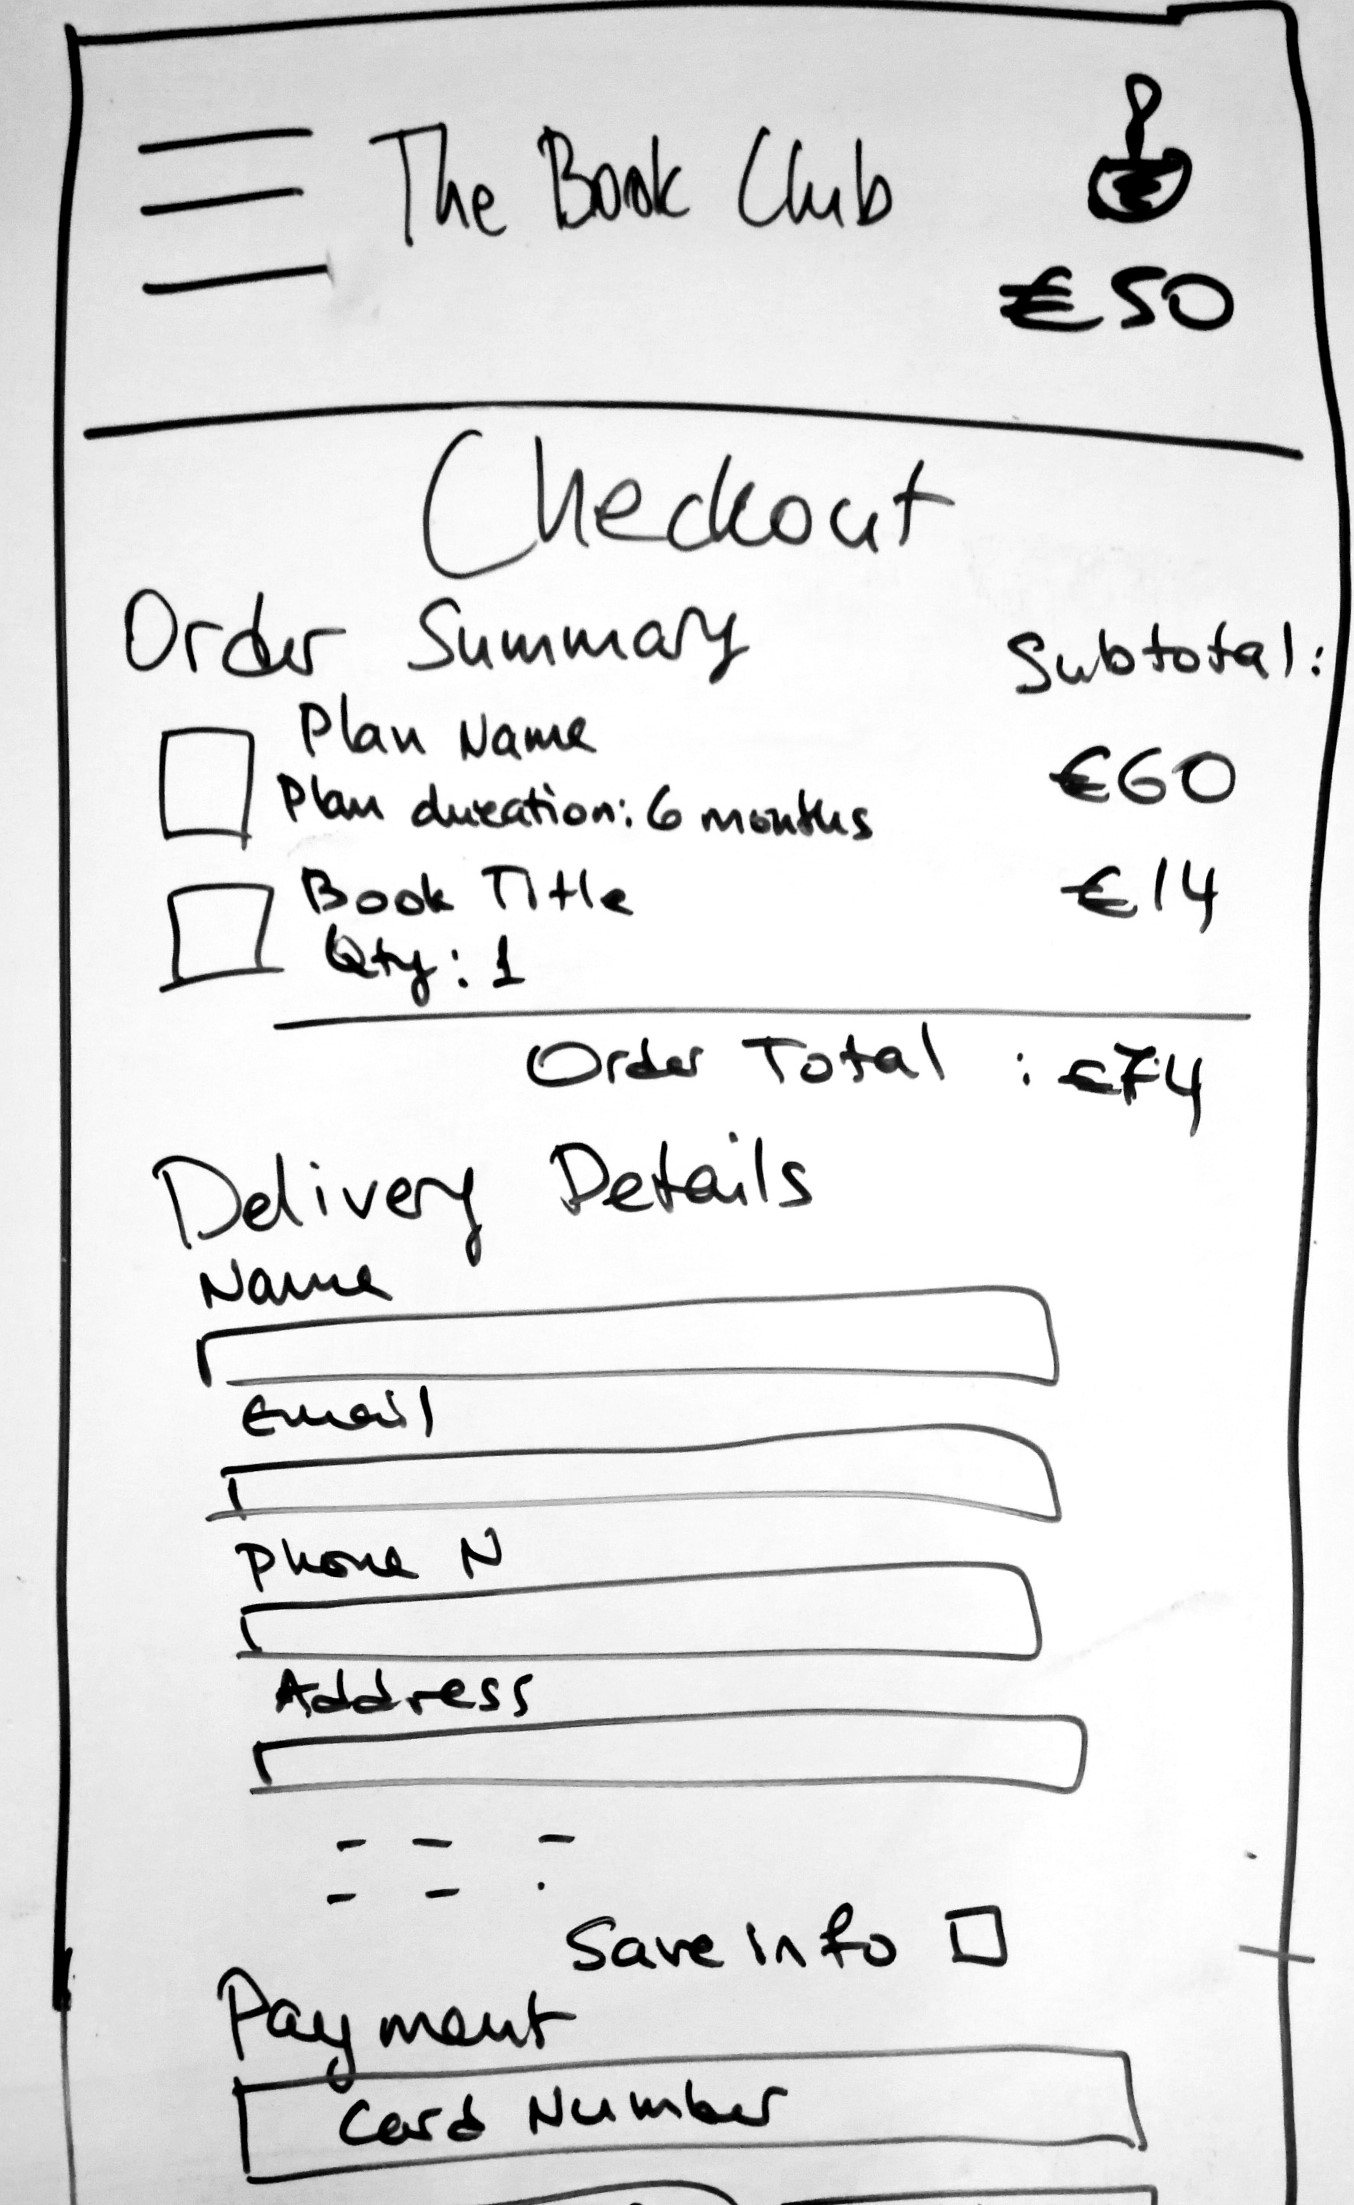 The Book Club
€50
Checkout
Order Summary Subtotal:
Plan Name
Plan duration: 6 months €60
Book Title €14
Qty: 1
Order Total : €74
Delivery Details
Name
Email
Phone N
Address
Save info
Payment
Card Number